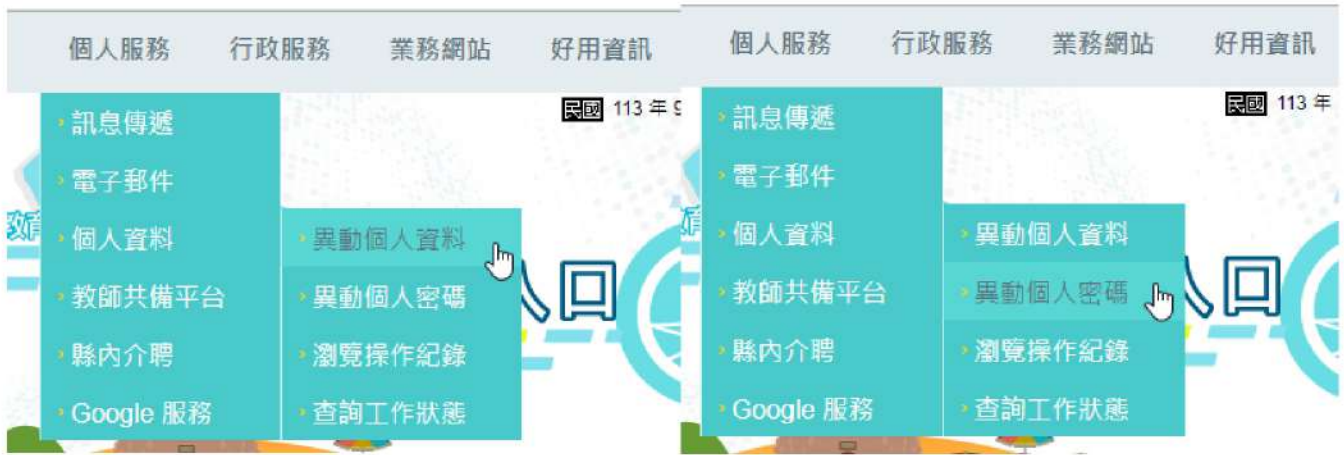 個人服務 行政服務 業務網站 好用資訊
民國 113 年 9
訊息傳遞
電子郵件
個人資料
教師共備平台
縣內介聘
Google 服務
異動個人資料
異動個人密碼
瀏覽操作紀錄
查詢工作狀態
入口
個人服務 行政服務 業務網站 好用資訊
民國 113 年
訊息傳遞
電子郵件
個人資料
教師共備平台
縣內介聘
Google 服務
異動個人資料
異動個人密碼
瀏覽操作紀錄
查詢工作狀態
入口